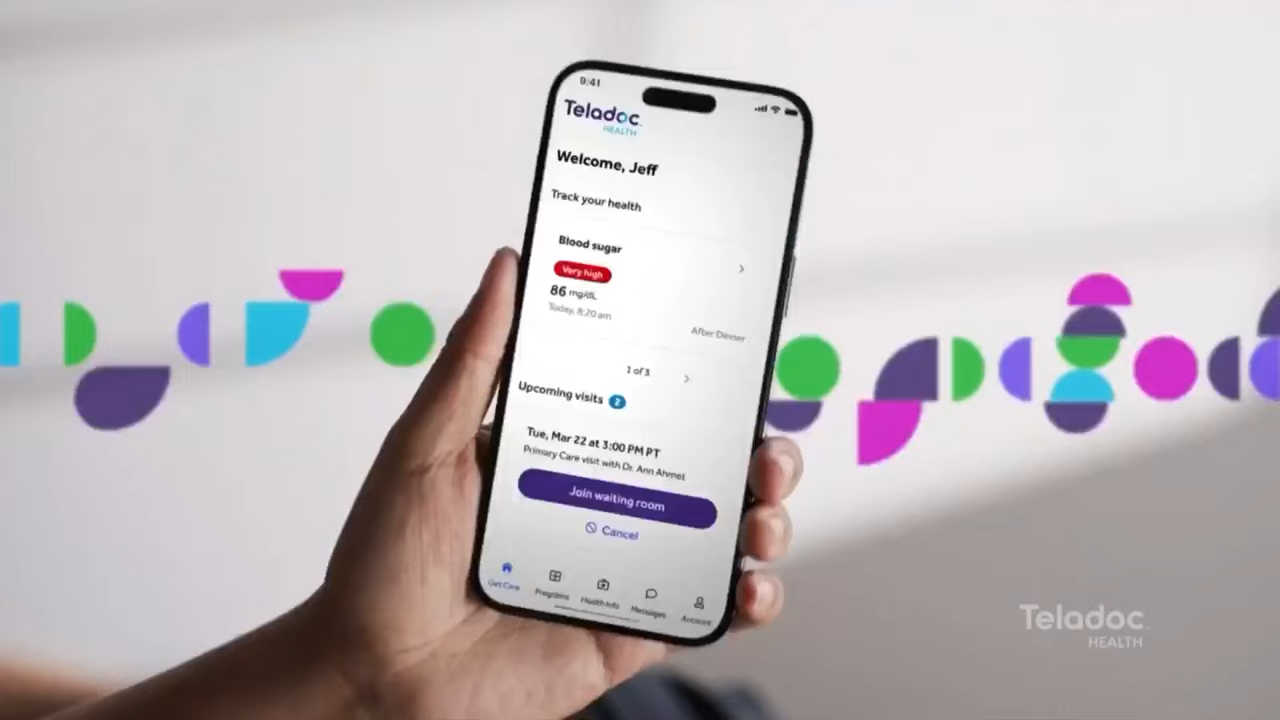 9:41
Teladoc
HEALTH
Welcome, Jeff
Track your health
Blood sugar
Very high
86 mg/dL
Today, 8:20 am
After Dinner
1 of 3
Upcoming visits 2
Tue, Mar 22 at 3:00 PM PT
Primary Care visit with Dr. Ann Ahmet
Join waiting room
Cancel
Get Care Programs Health Info Messages Account
Teladoc
HEALTH